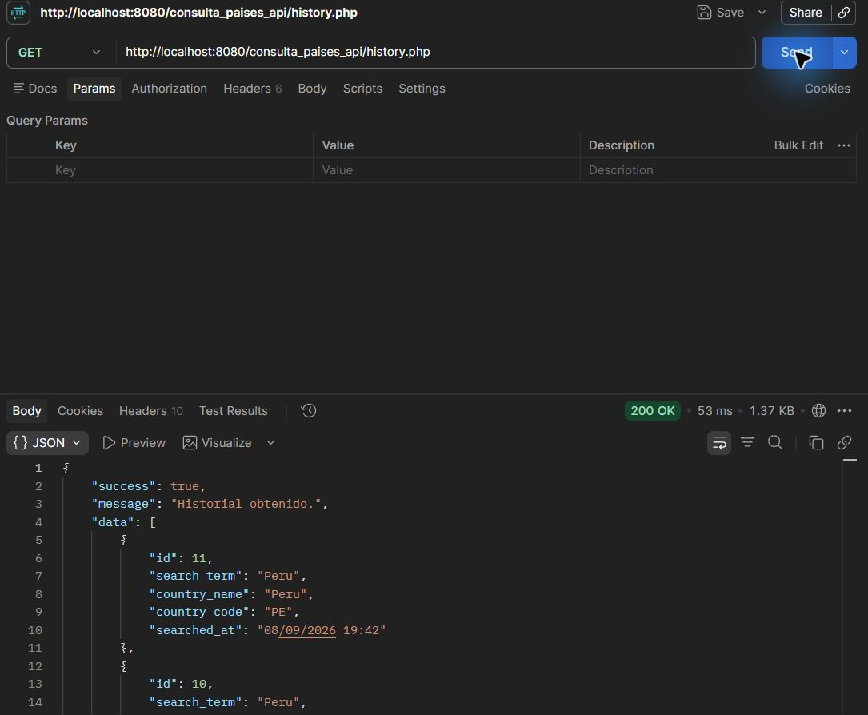 HTTP http://localhost:8080/consulta_paises_api/history.php Save Share
GET http://localhost:8080/consulta_paises_api/history.php Send
Docs Params Authorization Headers 6 Body Scripts Settings Cookies
Query Params
Key Value Description Bulk Edit ...
Key Value Description
Body Cookies Headers 10 Test Results 200 OK • 53 ms • 1.37 KB • ...
{} JSON Preview Visualize
1 {
2 "success": true,
3 "message": "Historial obtenido.",
4 "data": [
5 {
6 "id": 11,
7 "search_term": "Peru",
8 "country_name": "Peru",
9 "country_code": "PE",
10 "searched_at": "08/09/2026 19:42"
11 },
12 {
13 "id": 10,
14 "search_term": "Peru",